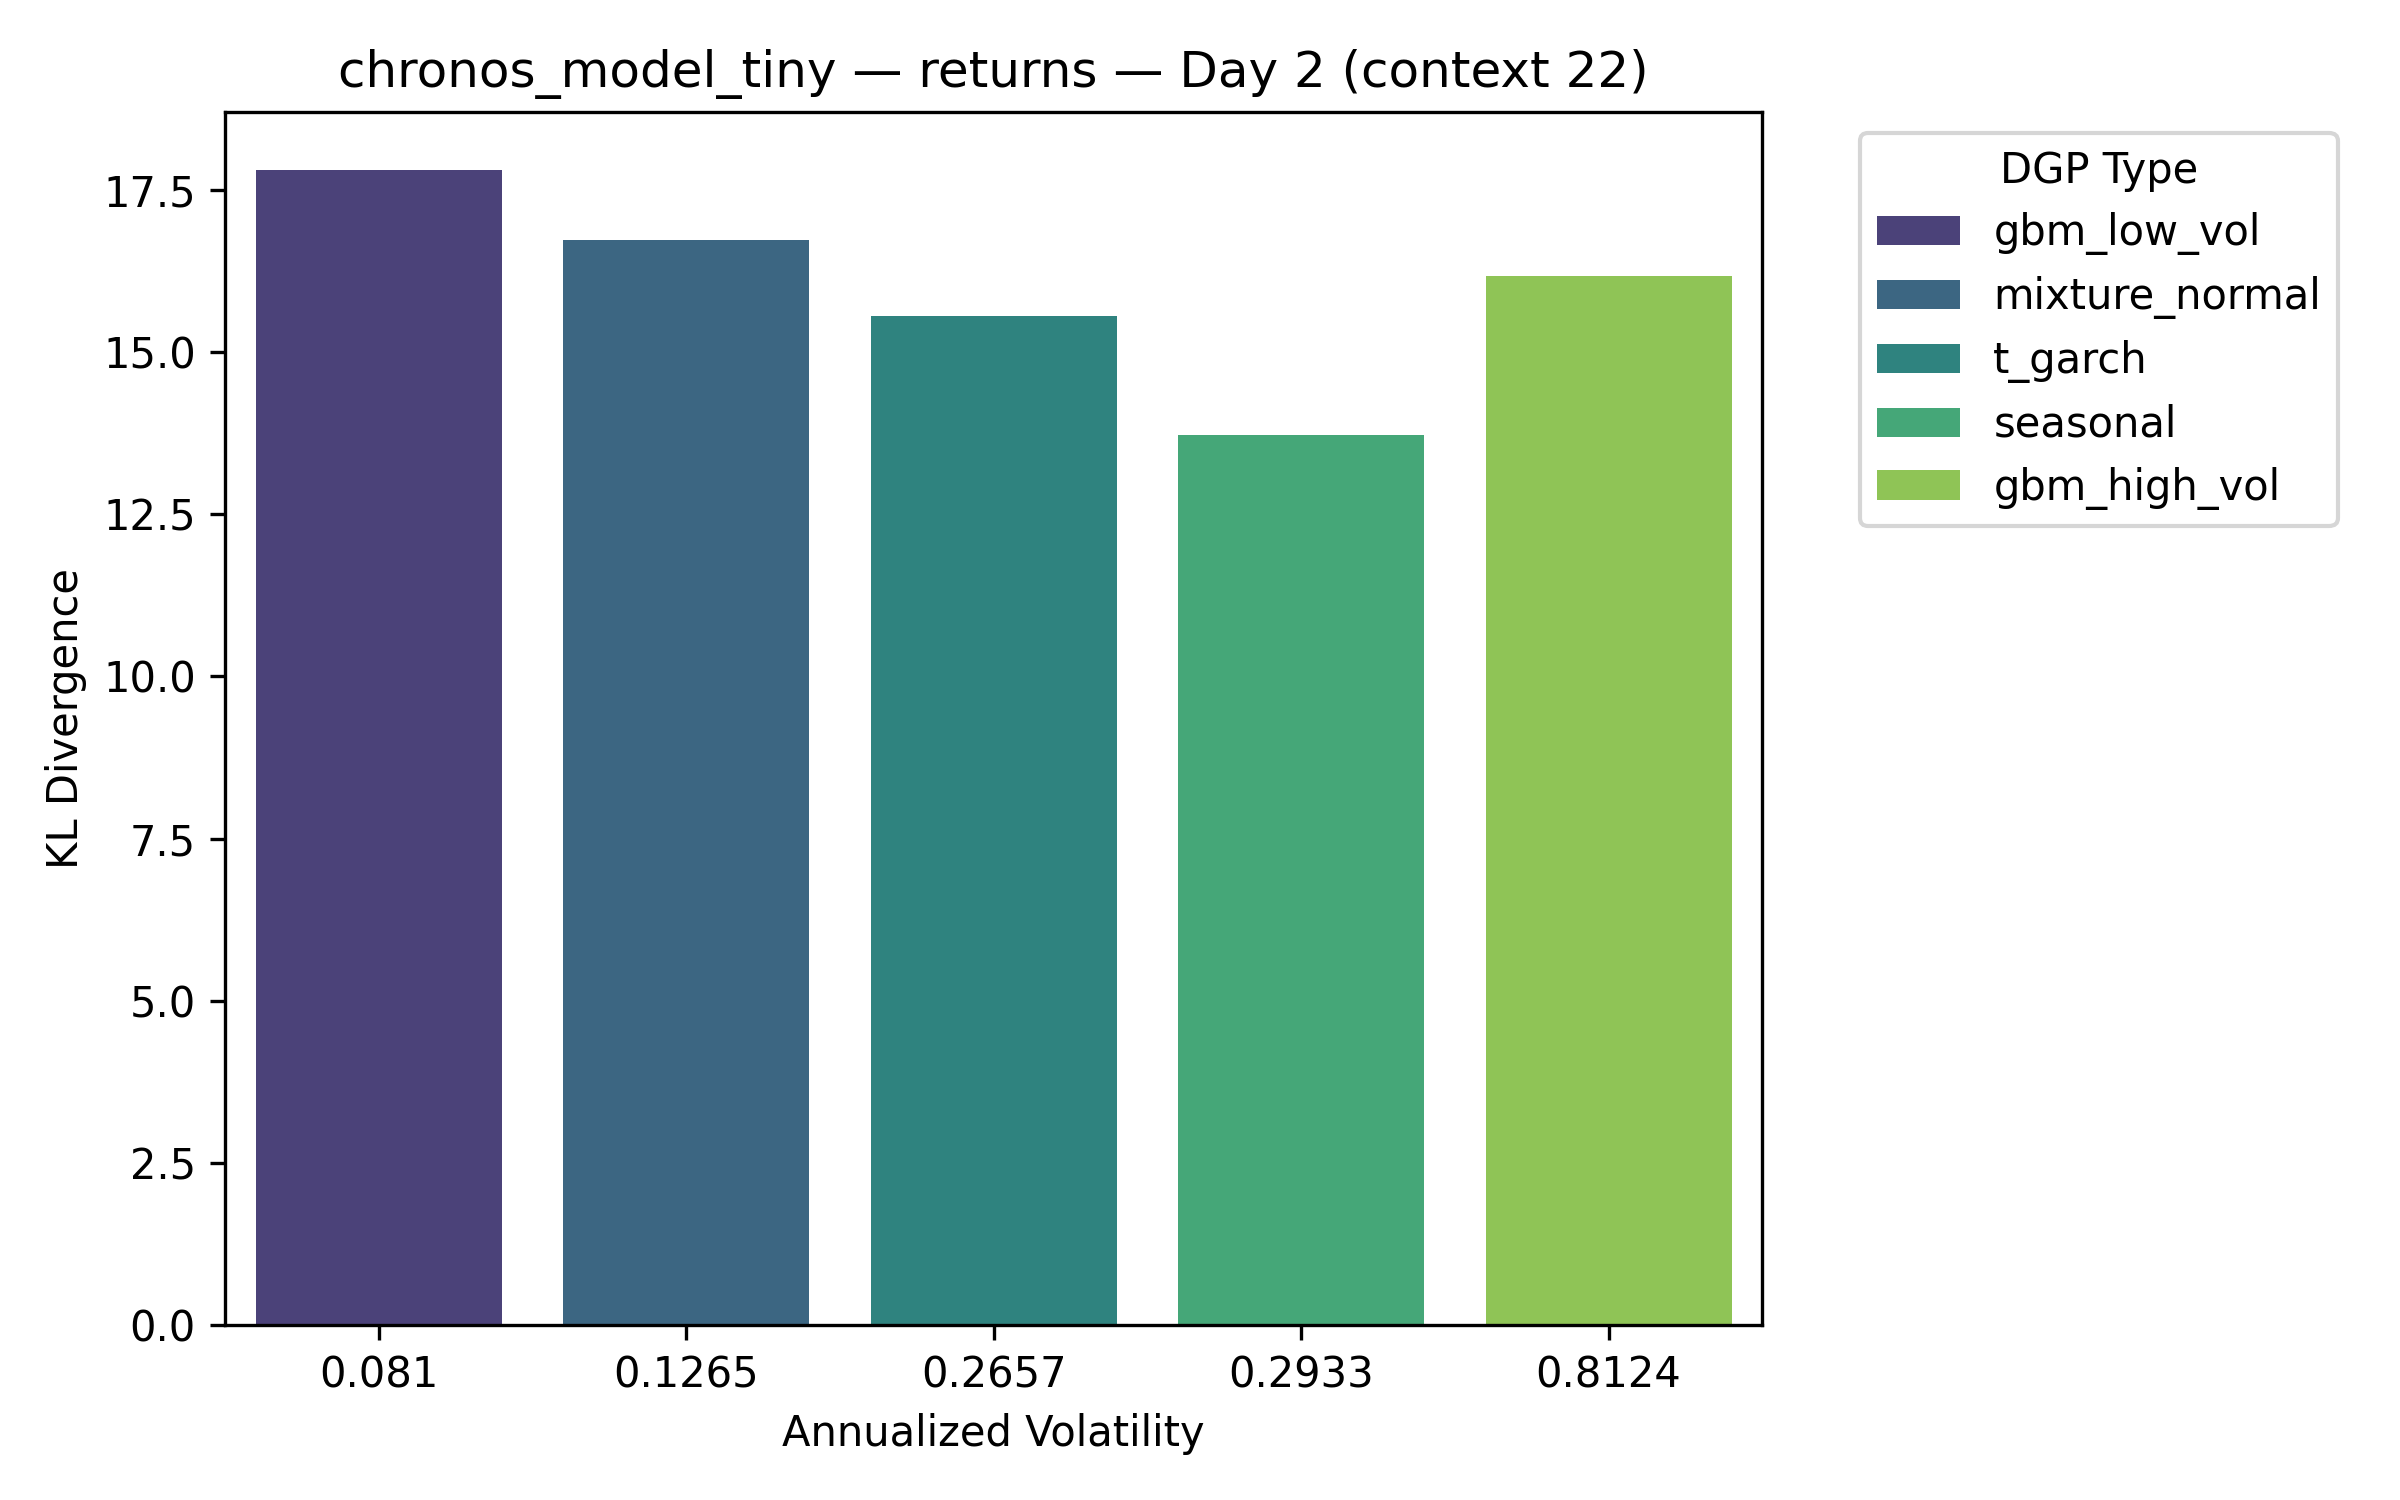 chronos_model_tiny — returns — Day 2 (context 22)
KL Divergence
17.5
15.0
12.5
10.0
7.5
5.0
2.5
0.0
0.081
0.1265
0.2657
0.2933
0.8124
Annualized Volatility
DGP Type
gbm_low_vol
mixture_normal
t_garch
seasonal
gbm_high_vol